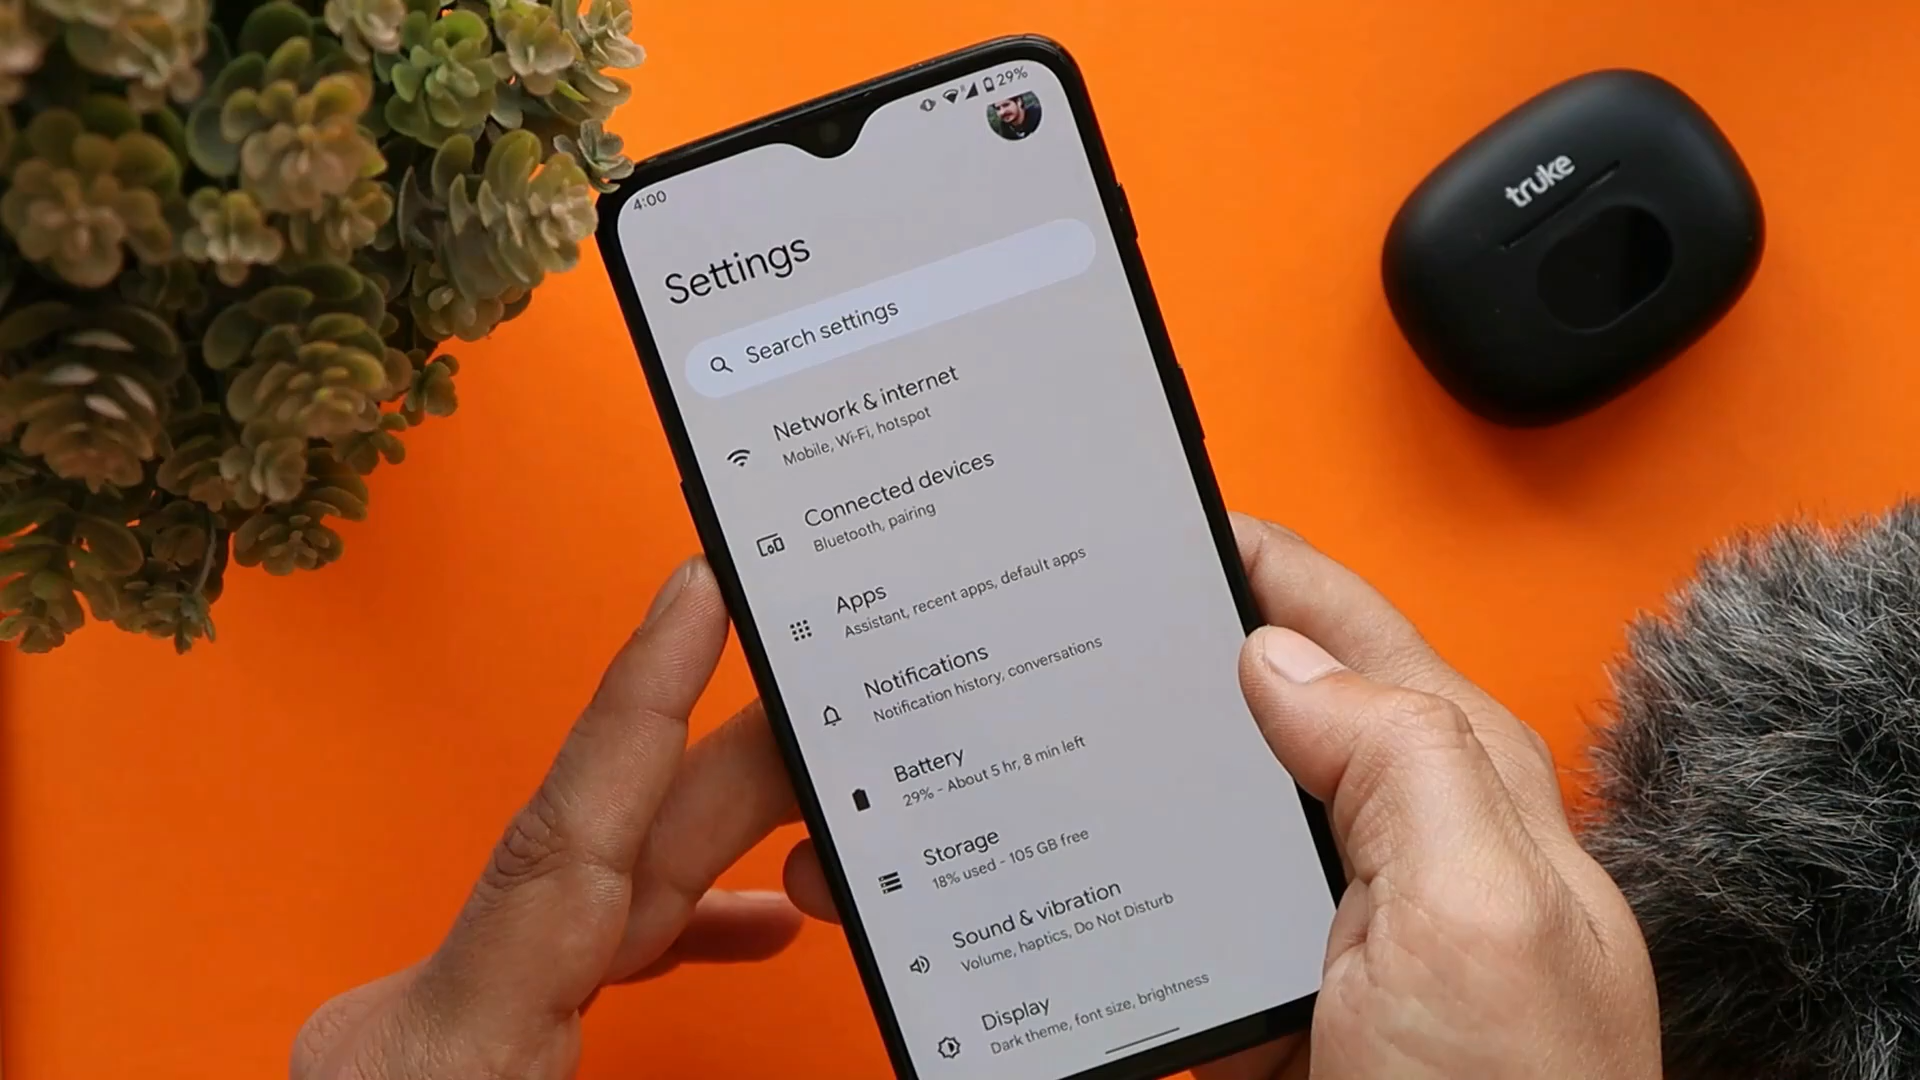 4:00
29%
Settings
Search settings
Network & internet
Mobile, Wi-Fi, hotspot
Connected devices
Bluetooth, pairing
Apps
Assistant, recent apps, default apps
Notifications
Notification history, conversations
Battery
29% - About 5 hr, 8 min left
Storage
18% used - 105 GB free
Sound & vibration
Volume, haptics, Do Not Disturb
Display
Dark theme, font size, brightness
truke